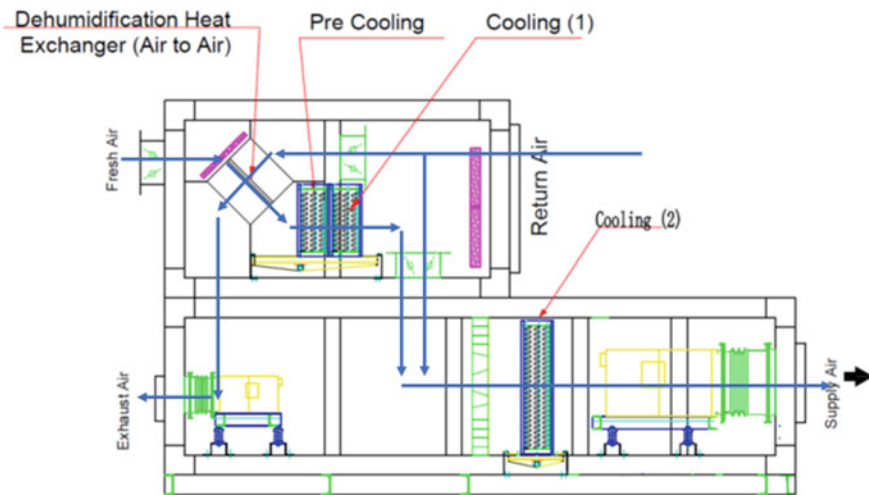 Dehumidification Heat
Exchanger (Air to Air)
Pre Cooling
Cooling (1)
Fresh Air
Return Air
Cooling (2)
Exhaust Air
Supply Air